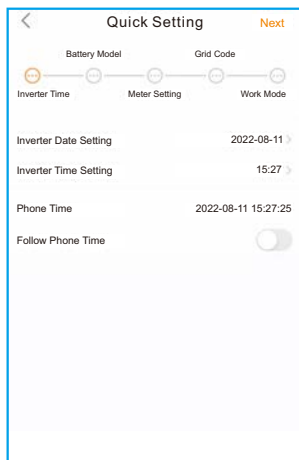 Quick Setting Next
Battery Model Grid Code
Inverter Time Meter Setting Work Mode
Inverter Date Setting 2022-08-11
Inverter Time Setting 15:27
Phone Time 2022-08-11 15:27:25
Follow Phone Time